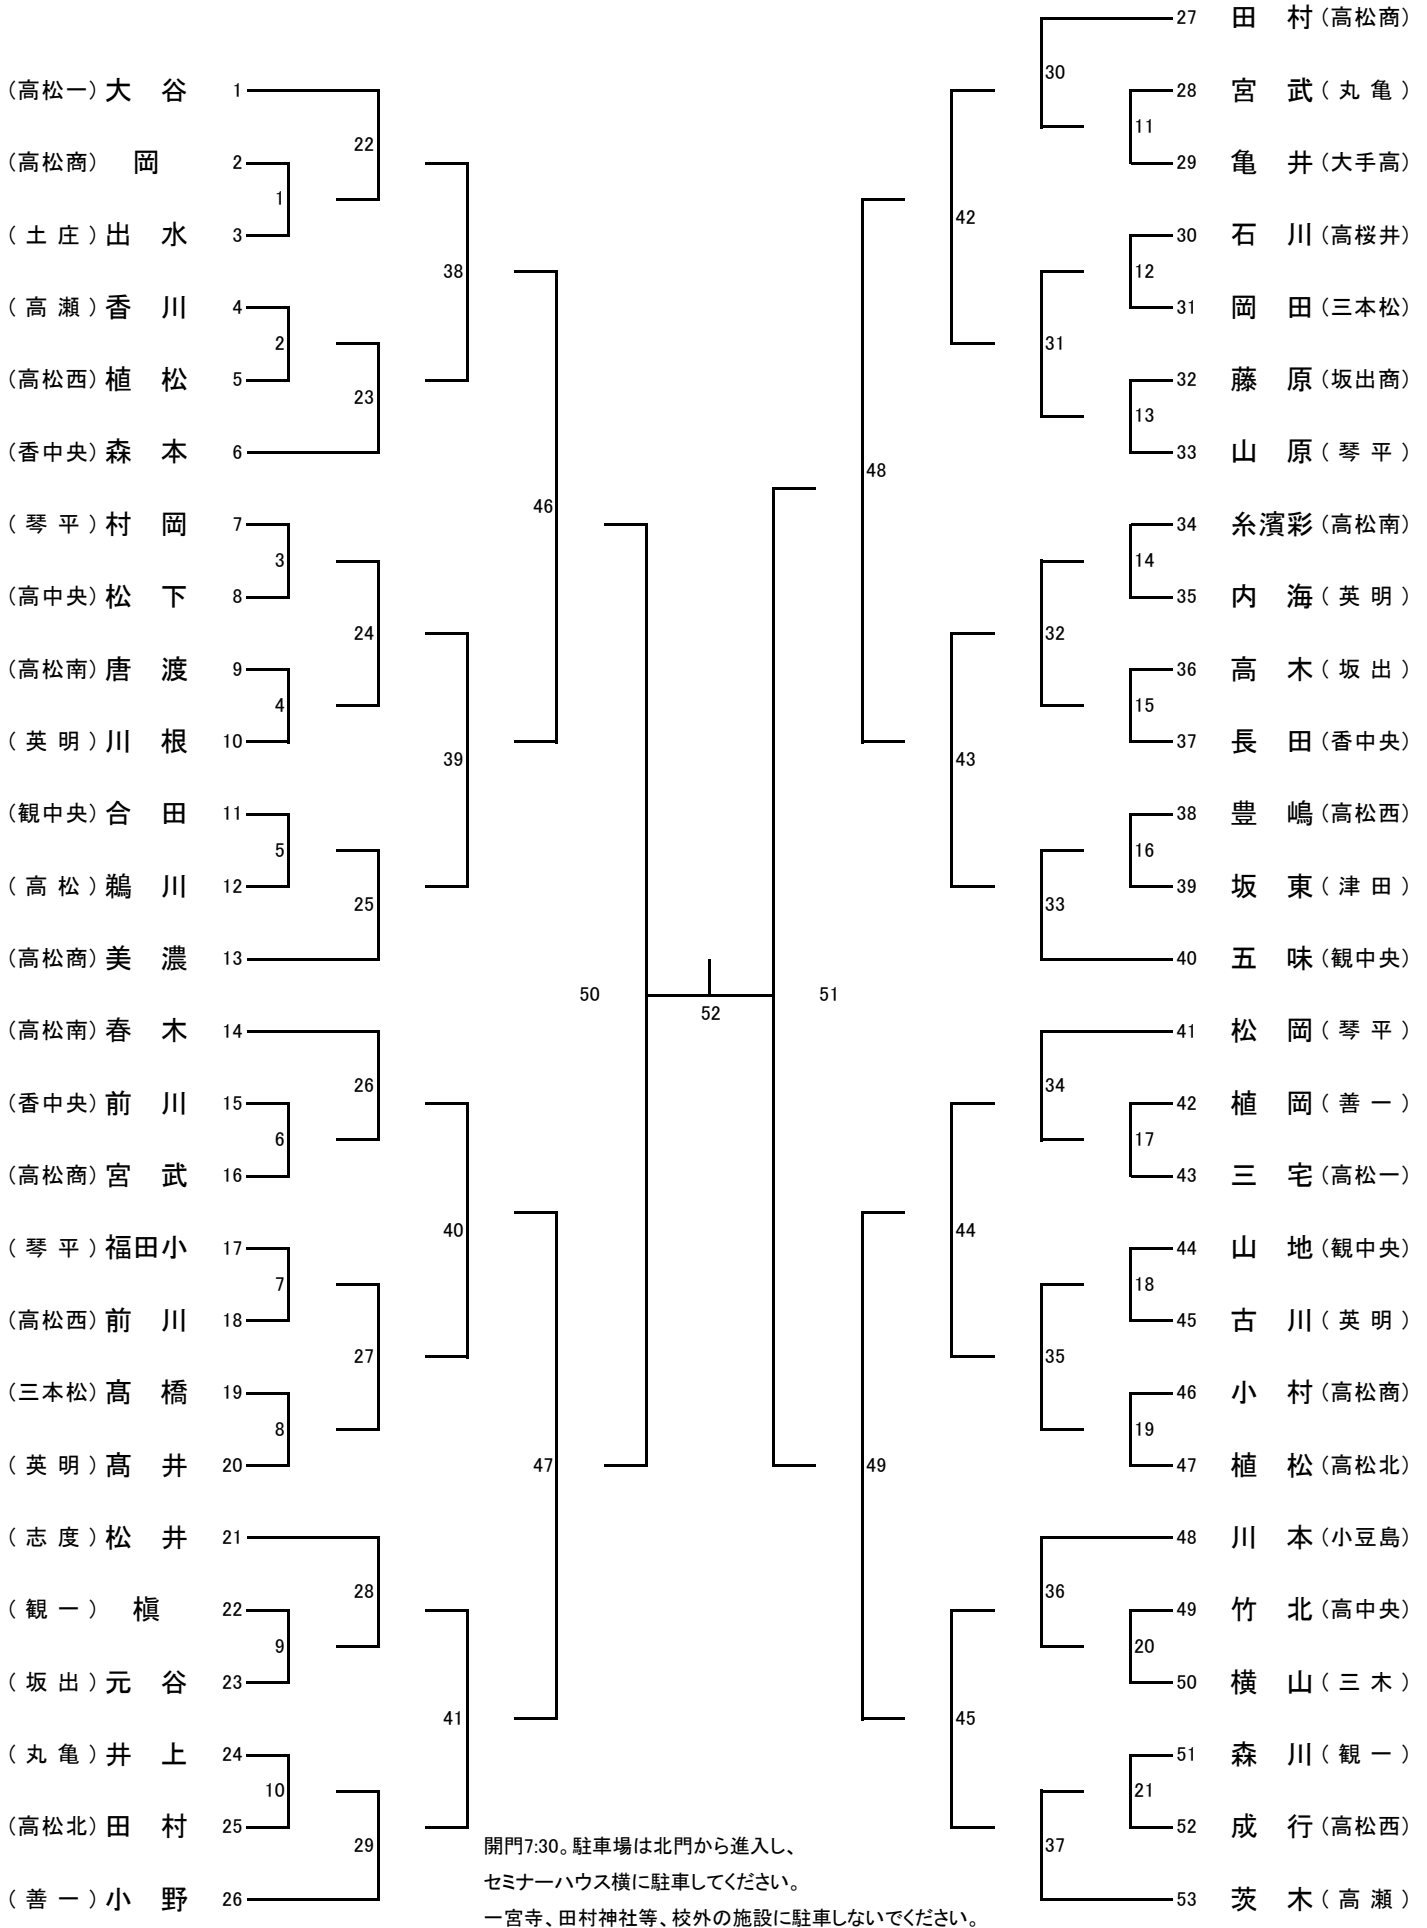 (高松一) 大 谷 1
(高松商) 岡 2
(土庄) 出 水 3
(高瀬) 香 川 4
(高松西) 植 松 5
(香中央) 森 本 6
(琴平) 村 岡 7
(高中央) 松 下 8
(高松南) 唐 渡 9
(英明) 川 根 10
(観中央) 合 田 11
(高松) 鵜 川 12
(高松商) 美 濃 13
(高松南) 春 木 14
(香中央) 前 川 15
(高松商) 宮 武 16
(琴平) 福田小 17
(高松西) 前 川 18
(三本松) 髙 橋 19
(英明) 髙 井 20
(志度) 松 井 21
(観一) 槇 22
(坂出) 元 谷 23
(丸亀) 井 上 24
(高松北) 田 村 25
(善一) 小 野 26
1
2
3
4
5
6
7
8
9
10
22
23
24
25
26
27
28
29
38
39
40
41
46
47
50
52
51
48
49
42
43
44
45
30
31
32
33
34
35
36
37
11
12
13
14
15
16
17
18
19
20
21
27 田 村 (高松商)
28 宮 武 (丸亀)
29 亀 井 (大手高)
30 石 川 (高桜井)
31 岡 田 (三本松)
32 藤 原 (坂出商)
33 山 原 (琴平)
34 糸濱彩 (高松南)
35 内 海 (英明)
36 高 木 (坂出)
37 長 田 (香中央)
38 豊 嶋 (高松西)
39 坂 東 (津田)
40 五 味 (観中央)
41 松 岡 (琴平)
42 植 岡 (善一)
43 三 宅 (高松一)
44 山 地 (観中央)
45 古 川 (英明)
46 小 村 (高松商)
47 植 松 (高松北)
48 川 本 (小豆島)
49 竹 北 (高中央)
50 横 山 (三木)
51 森 川 (観一)
52 成 行 (高松西)
53 茨 木 (高瀬)
開門7:30。駐車場は北門から進入し、
セミナーハウス横に駐車してください。
一宮寺、田村神社等、校外の施設に駐車しないでください。